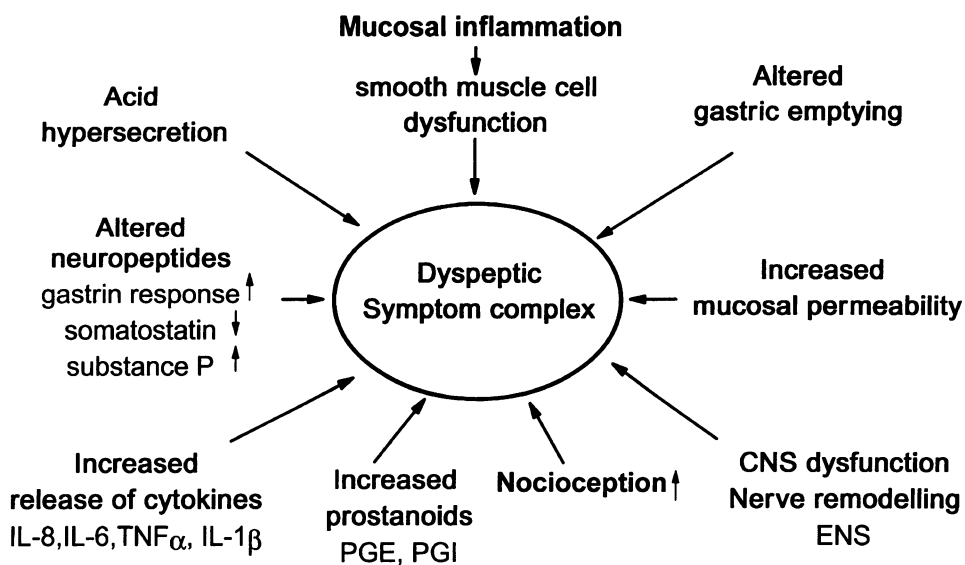 Mucosal inflammation
smooth muscle cell
dysfunction
Acid
hypersecretion
Altered
gastric emptying
Altered
neuropeptides
gastrin response ↑
somatostatin ↓
substance P ↑
Dyspeptic
Symptom complex
Increased
mucosal permeability
Increased
release of cytokines
IL-8,IL-6,TNFα, IL-1β
Increased
prostanoids
PGE, PGI
Nocioception ↑
CNS dysfunction
Nerve remodelling
ENS